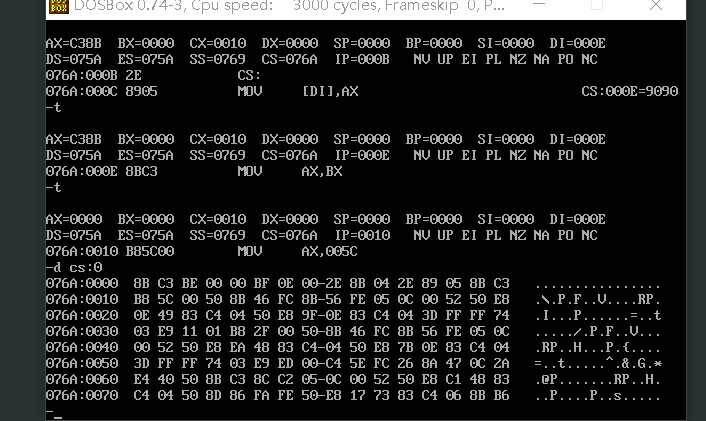 DOSBox 0.74-3, Cpu speed: 3000 cycles, Frameskip 0, P...
AX=C38B BX=0000 CX=0010 DX=0000 SP=0000 BP=0000 SI=0000 DI=000E
DS=075A ES=075A SS=0769 CS=076A IP=000B NV UP EI PL NZ NA PO NC
076A:000B 2E CS:
076A:000C 8905 MOV [DI],AX CS:000E=9090
-t
AX=C38B BX=0000 CX=0010 DX=0000 SP=0000 BP=0000 SI=0000 DI=000E
DS=075A ES=075A SS=0769 CS=076A IP=000E NV UP EI PL NZ NA PO NC
076A:000E 8BC3 MOV AX,BX
-t
AX=0000 BX=0000 CX=0010 DX=0000 SP=0000 BP=0000 SI=0000 DI=000E
DS=075A ES=075A SS=0769 CS=076A IP=0010 NV UP EI PL NZ NA PO NC
076A:0010 B85C00 MOV AX,005C
-d cs:0
076A:0000 8B C3 BE 00 00 BF 0E 00-2E 8B 04 2E 89 05 8B C3 ................
076A:0010 B8 5C 00 50 8B 46 FC 8B-56 FE 05 0C 00 52 50 E8 .\.P.F..V....RP.
076A:0020 0E 49 83 C4 04 50 E8 9F-0E 83 C4 04 3D FF FF 74 .I...P......=..t
076A:0030 03 E9 11 01 B8 2F 00 50-8B 46 FC 8B 56 FE 05 0C ...../.P.F..V...
076A:0040 00 52 50 E8 EA 48 83 C4-04 50 E8 7B 0E 83 C4 04 .RP..H...P.{....
076A:0050 3D FF FF 74 03 E9 ED 00-C4 5E FC 26 8A 47 0C 2A =..t.....^.&.G.*
076A:0060 E4 40 50 8B C3 8C C2 05-0C 00 52 50 E8 C1 48 83 .@P.......RP..H.
076A:0070 C4 04 50 8D 86 FA FE 50-E8 17 73 83 C4 06 8B B6 ..P....P..s.....
-_